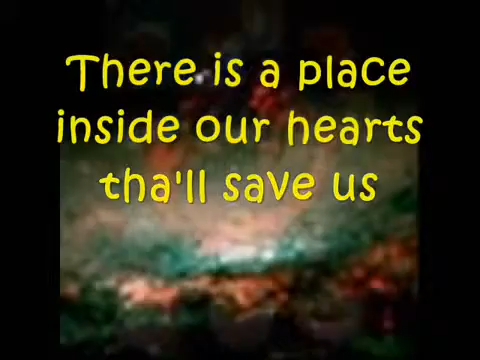 There is a place
inside our hearts
tha'll save us